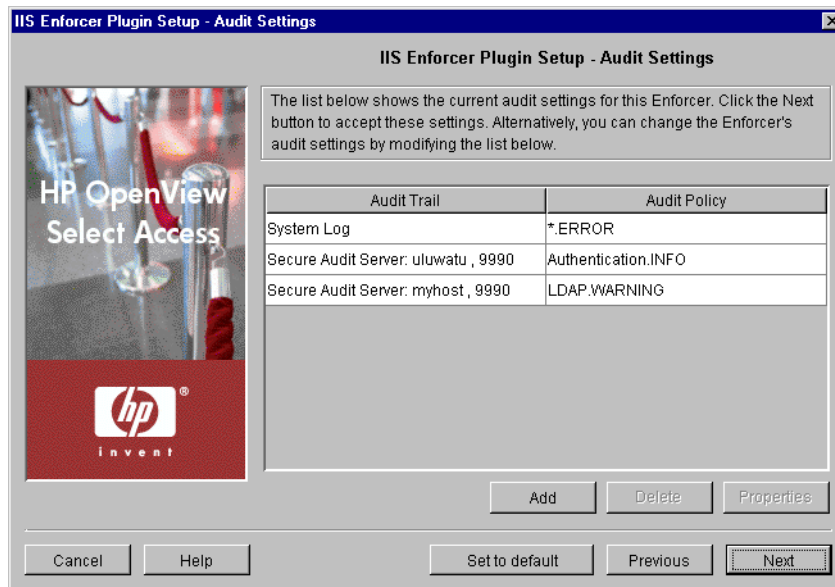 IIS Enforcer Plugin Setup - Audit Settings
IIS Enforcer Plugin Setup - Audit Settings
The list below shows the current audit settings for this Enforcer. Click the Next
button to accept these settings. Alternatively, you can change the Enforcer's
audit settings by modifying the list below.
HP OpenView
Select Access
hp
®
invent
Audit Trail Audit Policy
System Log *.ERROR
Secure Audit Server: uluwatu , 9990 Authentication.INFO
Secure Audit Server: myhost , 9990 LDAP.WARNING
Add Delete Properties
Cancel Help Set to default Previous Next